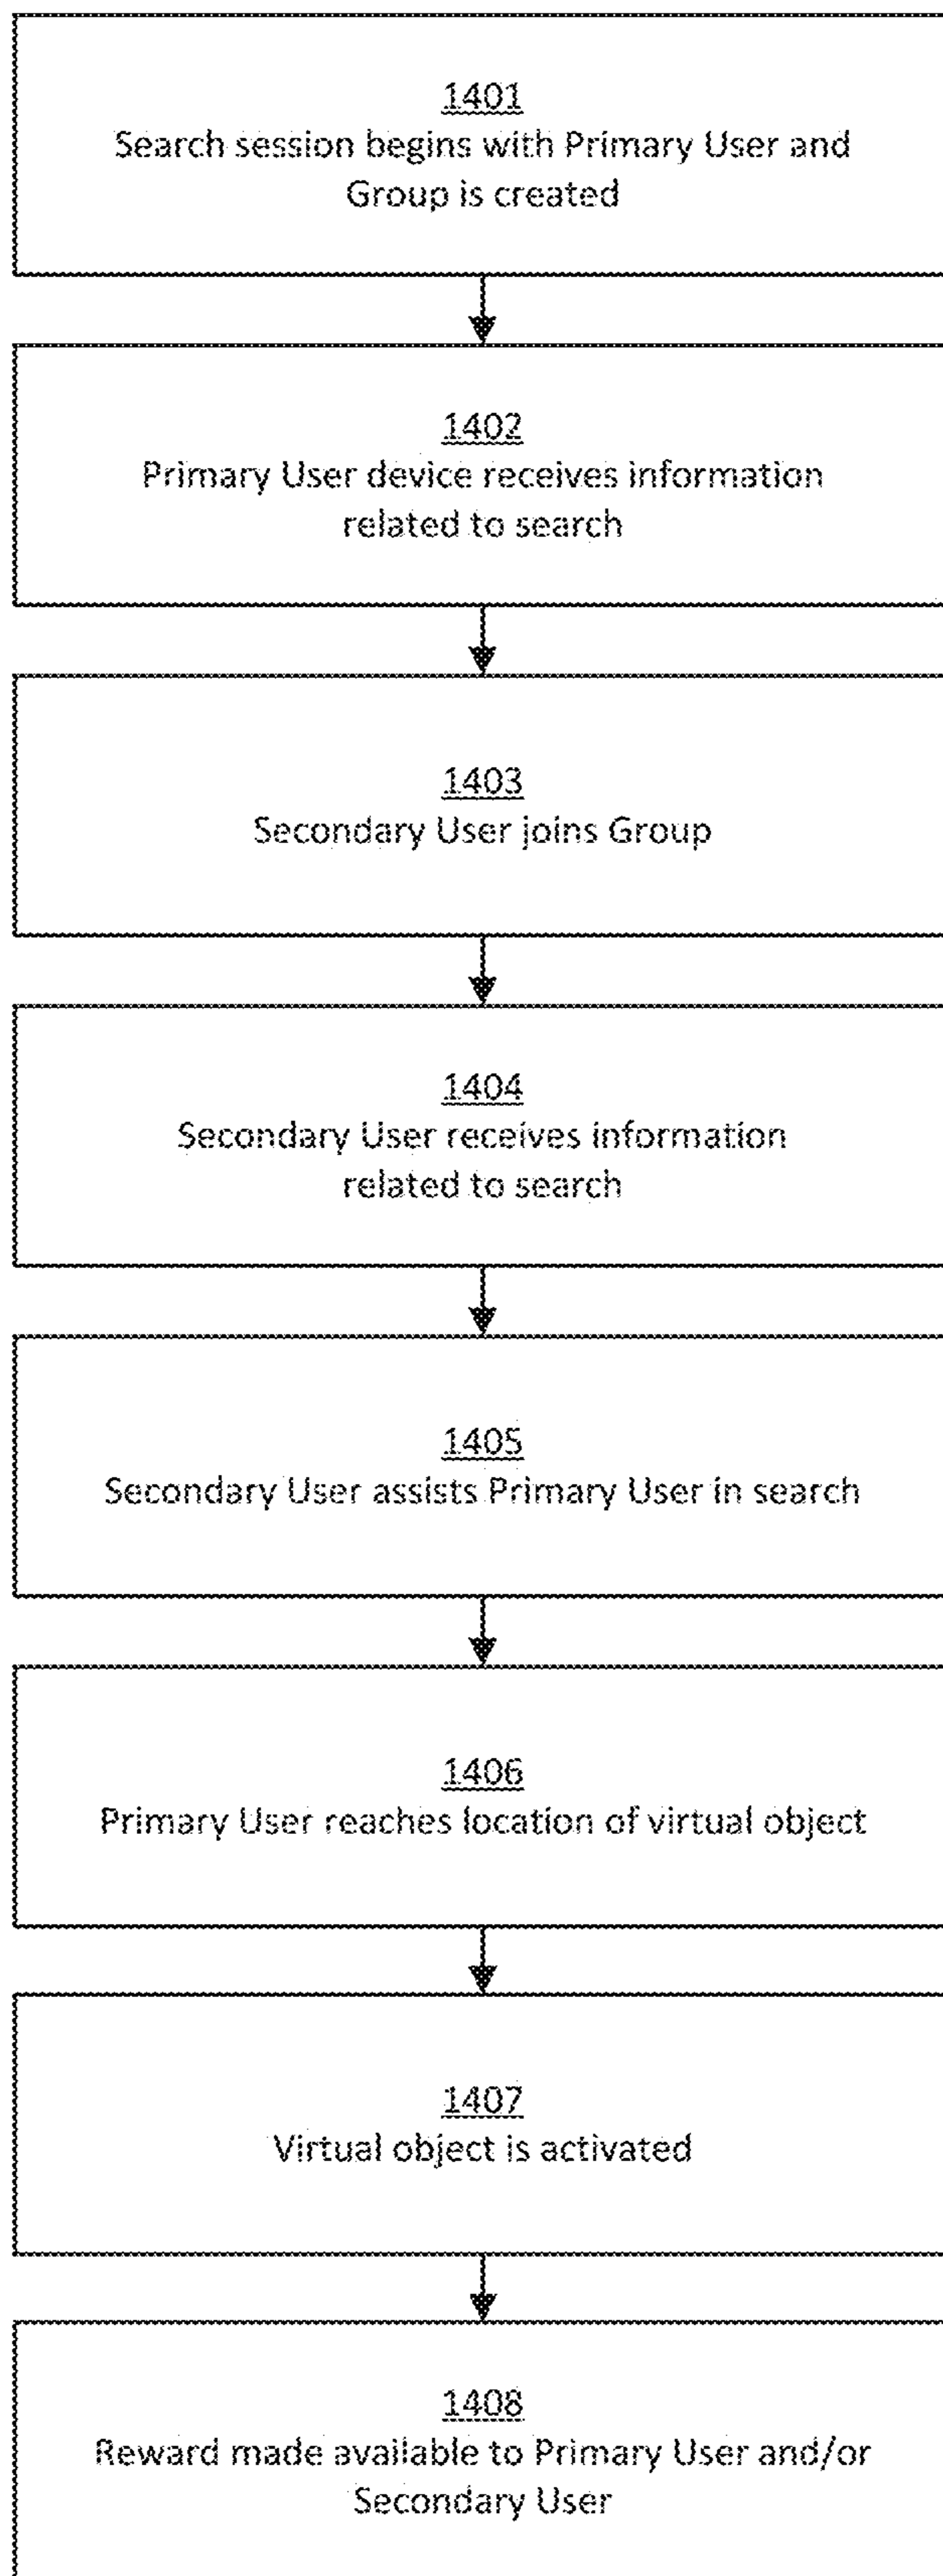 1401
Search session begins with Primary User and
Group is created
1402
Primary User device receives information
related to search
1403
Secondary User joins Group
1404
Secondary User receives information
related to search
1405
Secondary User assists Primary User in search
1406
Primary User reaches location of virtual object
1407
Virtual object is activated
1408
Reward made available to Primary User and/or
Secondary User